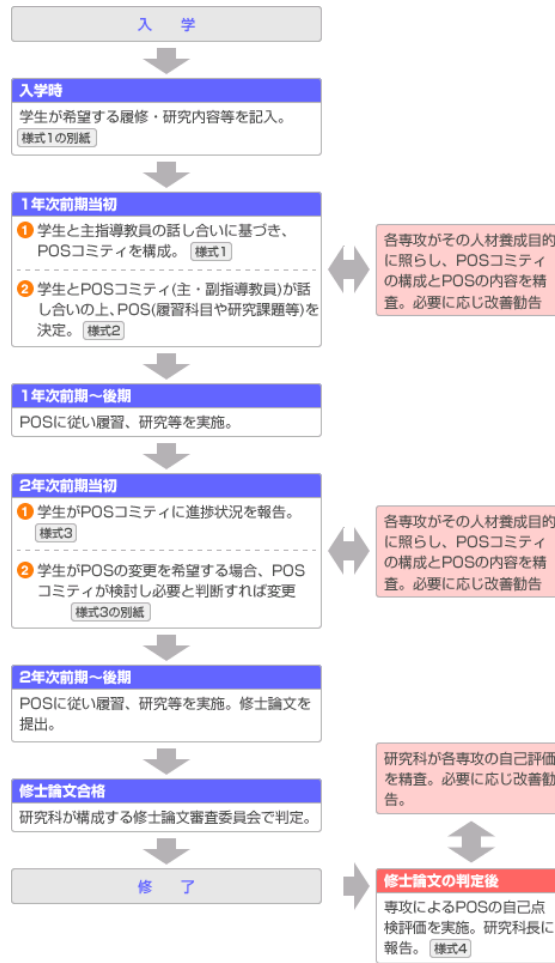 入　学
入学時
学生が希望する履修・研究内容等を記入。
様式1の別紙
1年次前期当初
1 学生と主指導教員の話し合いに基づき、
POSコミティを構成。 様式1
2 学生とPOSコミティ(主・副指導教員)が話
し合いの上、POS(履習科目や研究課題等)を
決定。 様式2
各専攻がその人材養成目的
に照らし、POSコミティ
の構成とPOSの内容を精
査。必要に応じ改善勧告
1年次前期〜後期
POSに従い履習、研究等を実施。
2年次前期当初
1 学生がPOSコミティに進捗状況を報告。
様式3
2 学生がPOSの変更を希望する場合、POS
コミティが検討し必要と判断すれば変更
様式3の別紙
各専攻がその人材養成目的
に照らし、POSコミティ
の構成とPOSの内容を精
査。必要に応じ改善勧告
2年次前期〜後期
POSに従い履習、研究等を実施。修士論文を
提出。
修士論文合格
研究科が構成する修士論文審査委員会で判定。
修　了
研究科が各専攻の自己評価
を精査。必要に応じ改善勧
告。
修士論文の判定後
専攻によるPOSの自己点
検評価を実施。研究科長に
報告。 様式4